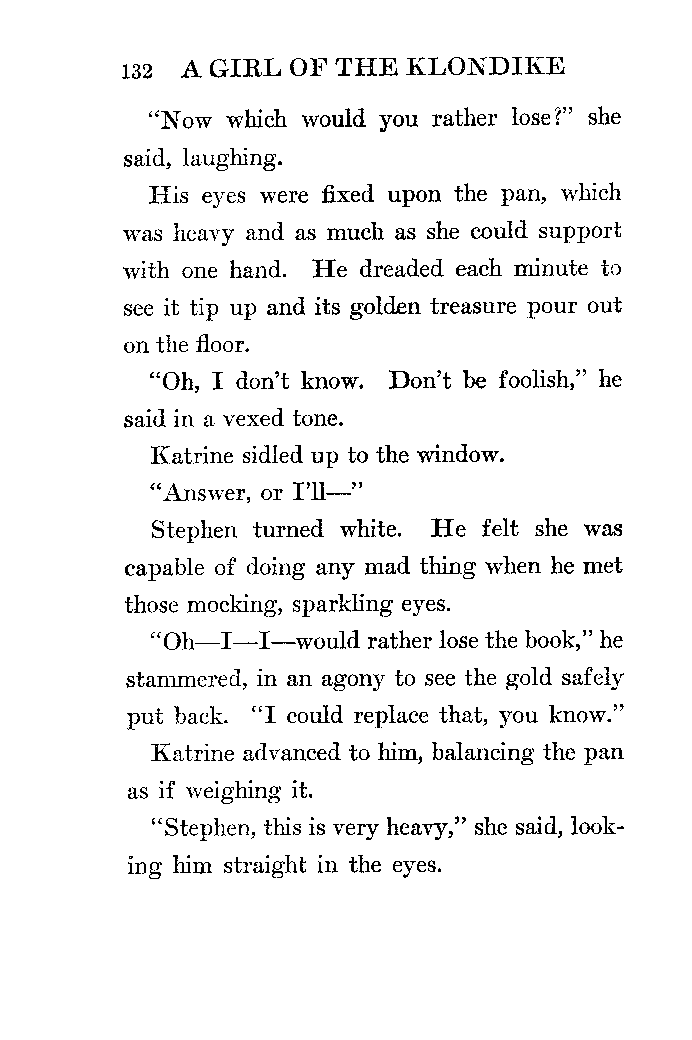 132 A GIRL OF THE KLONDIKE
“Now which would you rather lose?” she
said, laughing.
His eyes were fixed upon the pan, which
was heavy and as much as she could support
with one hand. He dreaded each minute to
see it tip up and its golden treasure pour out
on the floor.
“Oh, I don’t know. Don’t be foolish,” he
said in a vexed tone.
Katrine sidled up to the window.
“Answer, or I’ll—”
Stephen turned white. He felt she was
capable of doing any mad thing when he met
those mocking, sparkling eyes.
“Oh—I—I—would rather lose the book,” he
stammered, in an agony to see the gold safely
put back. “I could replace that, you know.”
Katrine advanced to him, balancing the pan
as if weighing it.
“Stephen, this is very heavy,” she said, look-
ing him straight in the eyes.